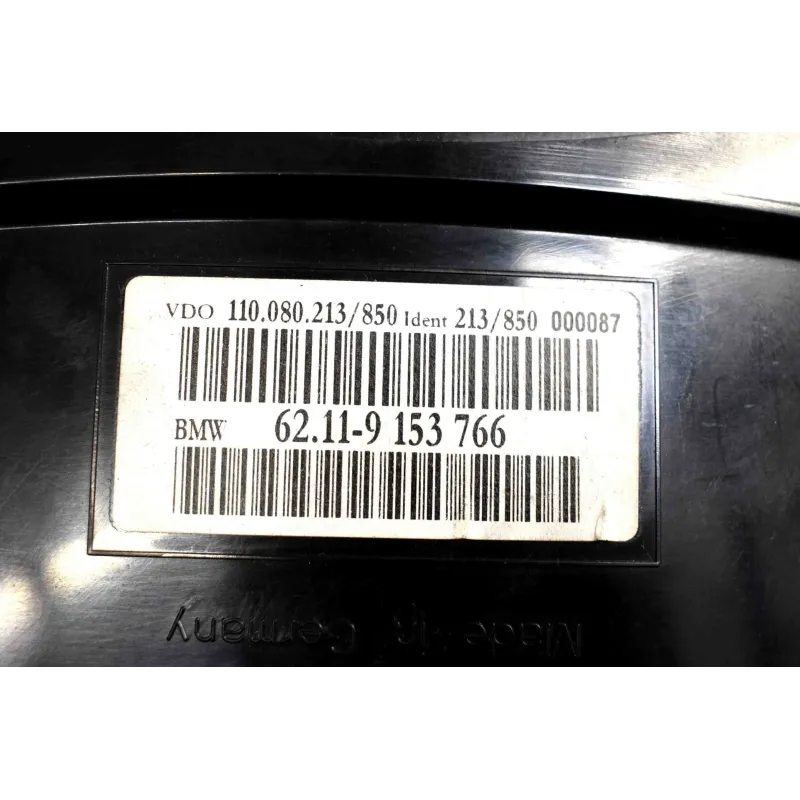 VDO 110.080.213/850 Ident 213/850 000087
BMW 62.11-9 153 766
Made in Germany